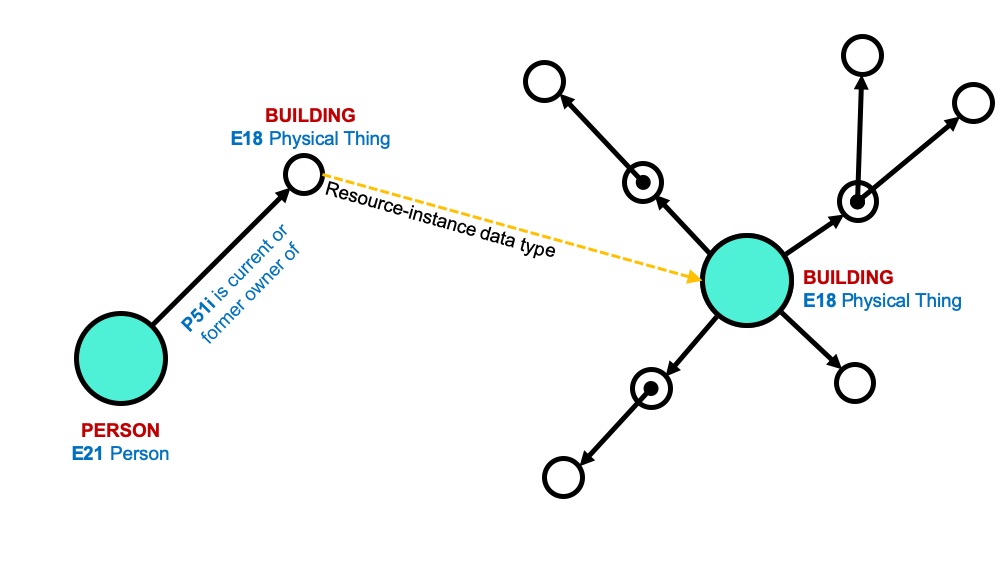 BUILDING
E18 Physical Thing
Resource-instance data type
P51i is current or
former owner of
BUILDING
E18 Physical Thing
PERSON
E21 Person